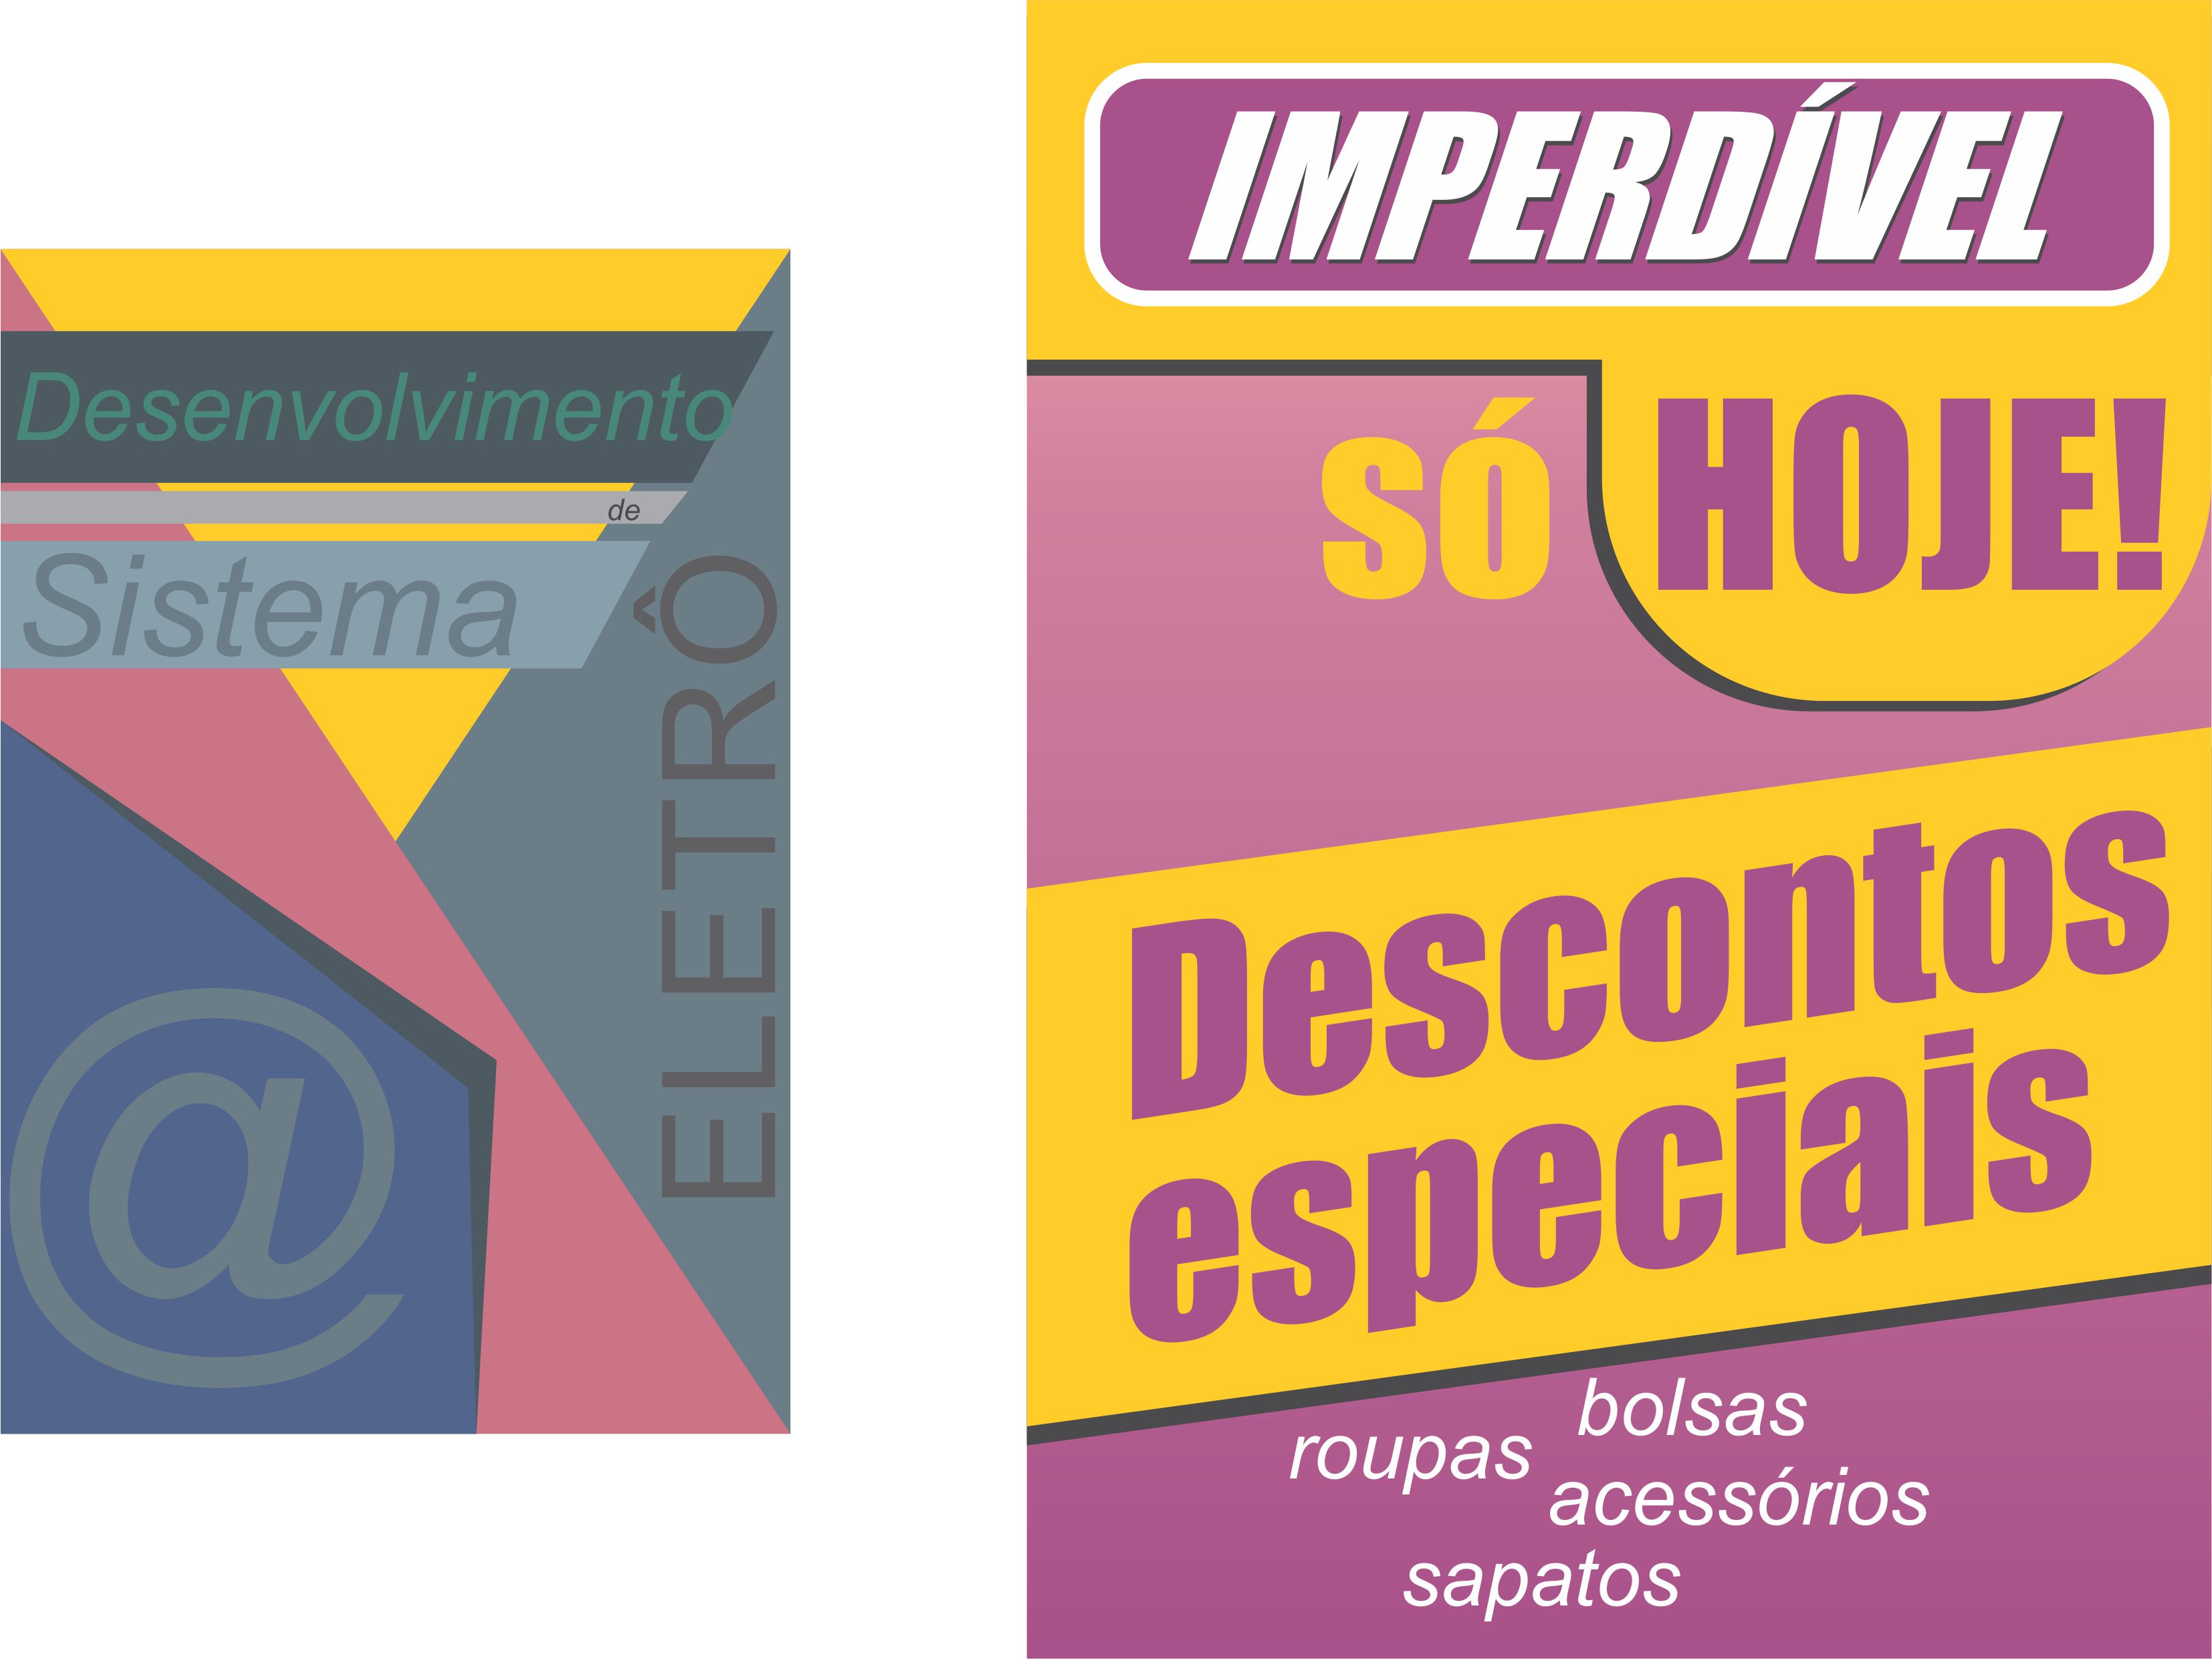 Desenvolvimento
de
Sistema
ELETRÔ
@
IMPERDÍVEL
SÓ HOJE!
Descontos
especiais
bolsas
roupas
acessórios
sapatos